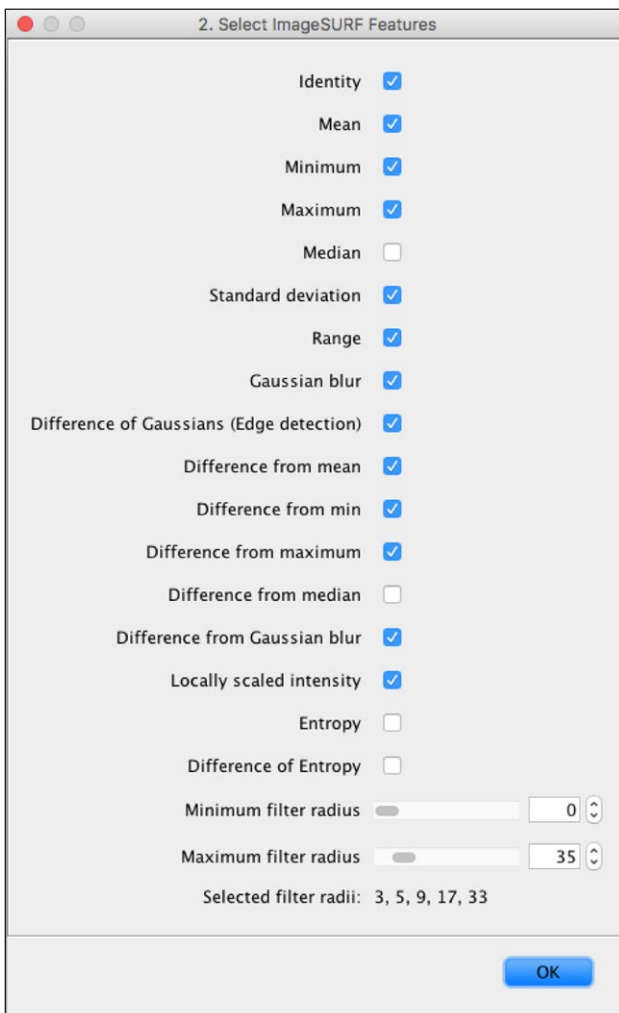 2. Select ImageSURF Features
Identity
Mean
Minimum
Maximum
Median
Standard deviation
Range
Gaussian blur
Difference of Gaussians (Edge detection)
Difference from mean
Difference from min
Difference from maximum
Difference from median
Difference from Gaussian blur
Locally scaled intensity
Entropy
Difference of Entropy
Minimum filter radius 0
Maximum filter radius 35
Selected filter radii: 3, 5, 9, 17, 33
OK